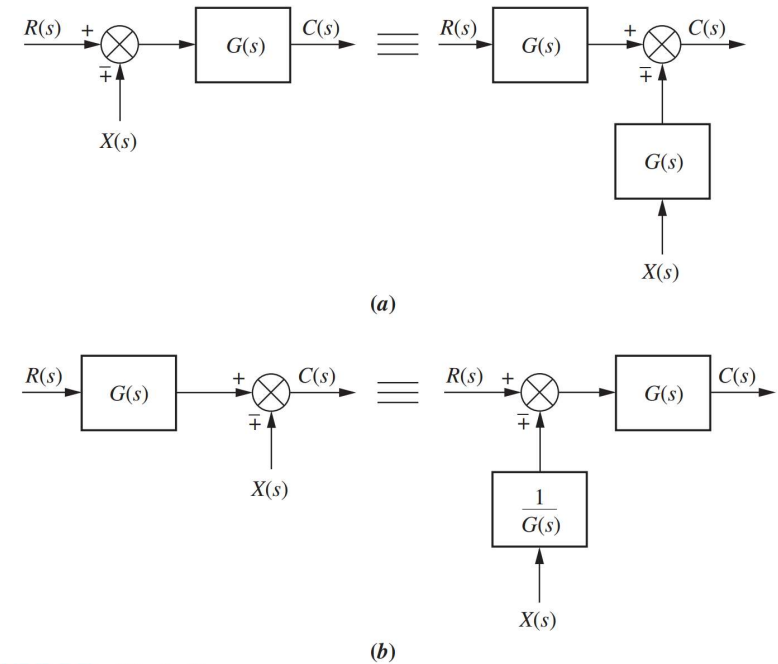 R(s) + G(s) C(s) ≡ R(s) G(s) + C(s)
∓ ∓
X(s)
G(s)
X(s)
(a)
R(s) G(s) + C(s) ≡ R(s) + G(s) C(s)
∓ ∓
X(s)
1
G(s)
X(s)
(b)